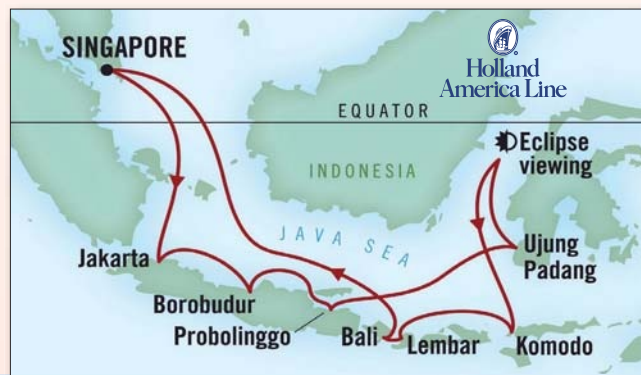 SINGAPORE
Holland
America Line
EQUATOR
Eclipse
viewing
INDONESIA
JAVA SEA
Ujung
Padang
Jakarta
Borobudur
Probolinggo
Bali
Lembar
Komodo